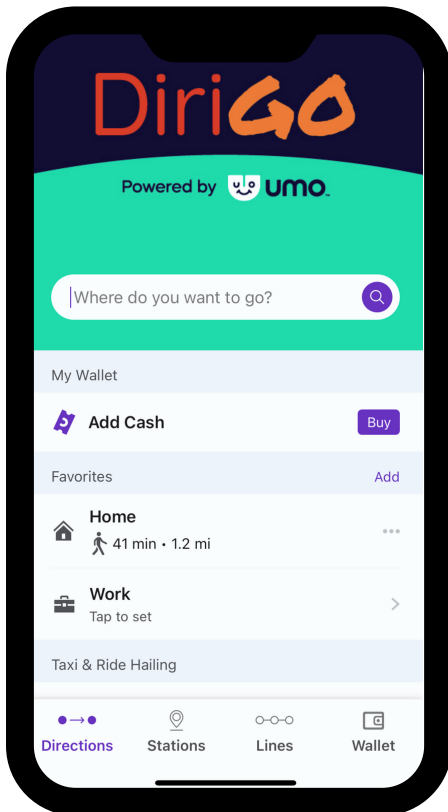 DiriGO
Powered by umo
Where do you want to go?
My Wallet
Add Cash
Buy
Favorites
Add
Home
41 min • 1.2 mi
Work
Tap to set
Taxi & Ride Hailing
Directions
Stations
Lines
Wallet